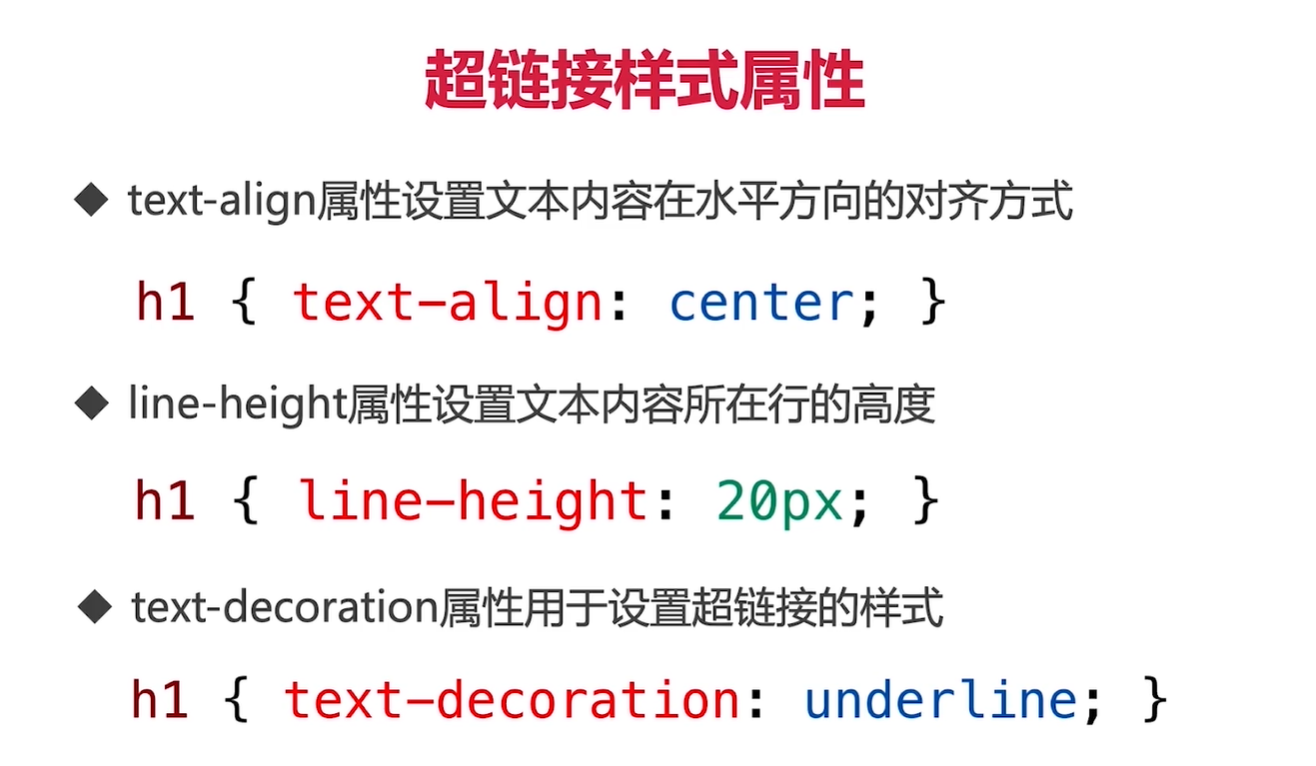 超链接样式属性
◆ text-align属性设置文本内容在水平方向的对齐方式
h1 { text-align: center; }
◆ line-height属性设置文本内容所在行的高度
h1 { line-height: 20px; }
◆ text-decoration属性用于设置超链接的样式
h1 { text-decoration: underline; }